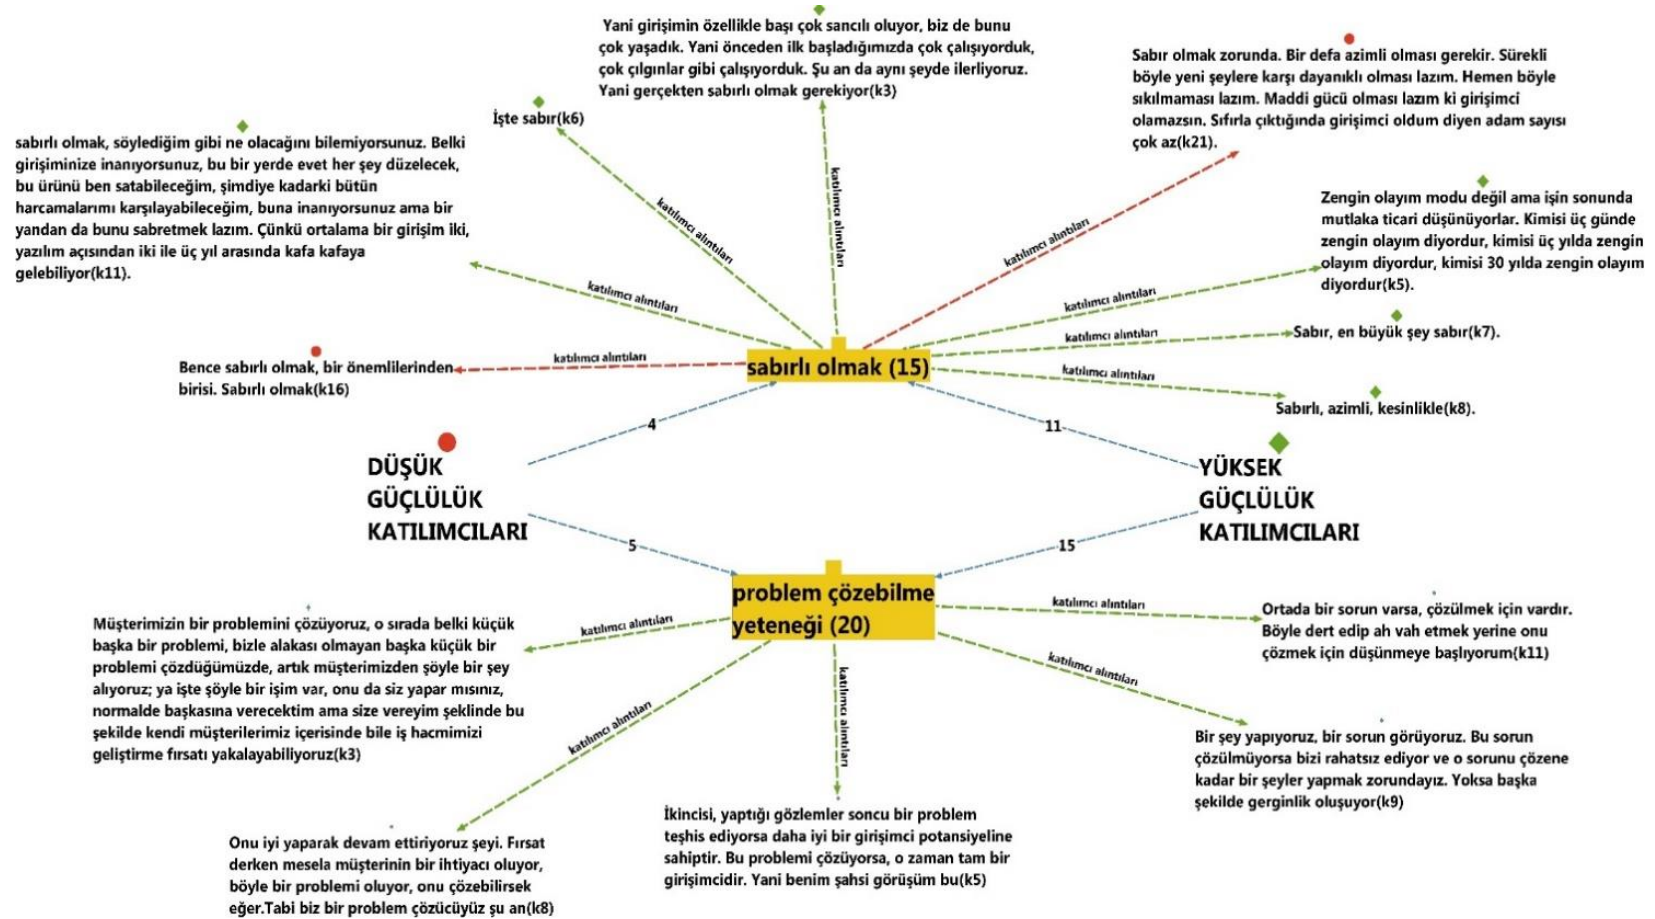 Yani girişimin özellikle başı çok sancılı oluyor, biz de bunu
çok yaşadık. Yani önceden ilk başladığımızda çok çalışıyorduk,
çok çılgınlar gibi çalışıyorduk. Şu an da aynı şeyde ilerliyoruz.
Yani gerçekten sabırlı olmak gerekiyor(k3)
Sabır olmak zorunda. Bir defa azimli olması gerekir. Sürekli
böyle yeni şeylere karşı dayanıklı olması lazım. Hemen böyle
sıkılmaması lazım. Maddi gücü olması lazım ki girişimci
olamazsın. Sıfırla çıktığında girişimci oldum diyen adam sayısı
çok az(k21).
İşte sabır(k6)
sabırlı olmak, söylediğim gibi ne olacağını bilemiyorsunuz. Belki
girişiminize inanıyorsunuz, bu bir yerde evet her şey düzelecek,
bu ürünü ben satabileceğim, şimdiye kadarki bütün
harcamalarımı karşılayabileceğim, buna inanıyorsunuz ama bir
yandan da bunu sabretmek lazım. Çünkü ortalama bir girişim iki,
yazılım açısından iki ile üç yıl arasında kafa kafaya
gelebiliyor(k11).
Zengin olayım modu değil ama işin sonunda
mutlaka ticari düşünüyorlar. Kimisi üç günde
zengin olayım diyordur, kimisi üç yılda zengin
olayım diyordur, kimisi 30 yılda zengin olayım
diyordur(k5).
katılımcı alıntıları
katılımcı alıntıları
katılımcı alıntıları
katılımcı alıntıları
katılımcı alıntıları
katılımcı alıntıları
Sabır, en büyük şey sabır(k7).
Bence sabırlı olmak, bir önemlilerinden
birisi. Sabırlı olmak(k16)
katılımcı alıntıları
sabırlı olmak (15)
katılımcı alıntıları
Sabırlı, azimli, kesinlikle(k8).
4
11
DÜŞÜK
GÜÇLÜLÜK
KATILIMCILARI
YÜKSEK
GÜÇLÜLÜK
KATILIMCILARI
5
15
problem çözebilme
yeteneği (20)
katılımcı alıntıları
katılımcı alıntıları
katılımcı alıntıları
katılımcı alıntıları
katılımcı alıntıları
Müşterimizin bir problemini çözüyoruz, o sırada belki küçük
başka bir problemi, bizle alakası olmayan başka küçük bir
problemi çözdüğümüzde, artık müşterimizden şöyle bir şey
alıyoruz; ya işte şöyle bir işim var, onu da siz yapar mısınız,
normalde başkasına verecektim ama size vereyim şeklinde bu
şekilde kendi müşterilerimiz içerisinde bile iş hacmimizi
geliştirme fırsatı yakalayabiliyoruz(k3)
Ortada bir sorun varsa, çözülmek için vardır.
Böyle dert edip ah vah etmek yerine onu
çözmek için düşünmeye başlıyorum(k11)
Bir şey yapıyoruz, bir sorun görüyoruz. Bu sorun
çözülmüyorsa bizi rahatsız ediyor ve o sorunu çözene
kadar bir şeyler yapmak zorundayız. Yoksa başka
şekilde gerginlik oluşuyor(k9)
Onu iyi yaparak devam ettiriyoruz şeyi. Fırsat
derken mesela müşterinin bir ihtiyacı oluyor,
böyle bir problemi oluyor, onu çözebilirsek
eğer.Tabi biz bir problem çözücüyüz şu an(k8)
İkincisi, yaptığı gözlemler soncu bir problem
teşhis ediyorsa daha iyi bir girişimci potansiyeline
sahiptir. Bu problemi çözüyorsa, o zaman tam bir
girişimcidir. Yani benim şahsi görüşüm bu(k5)